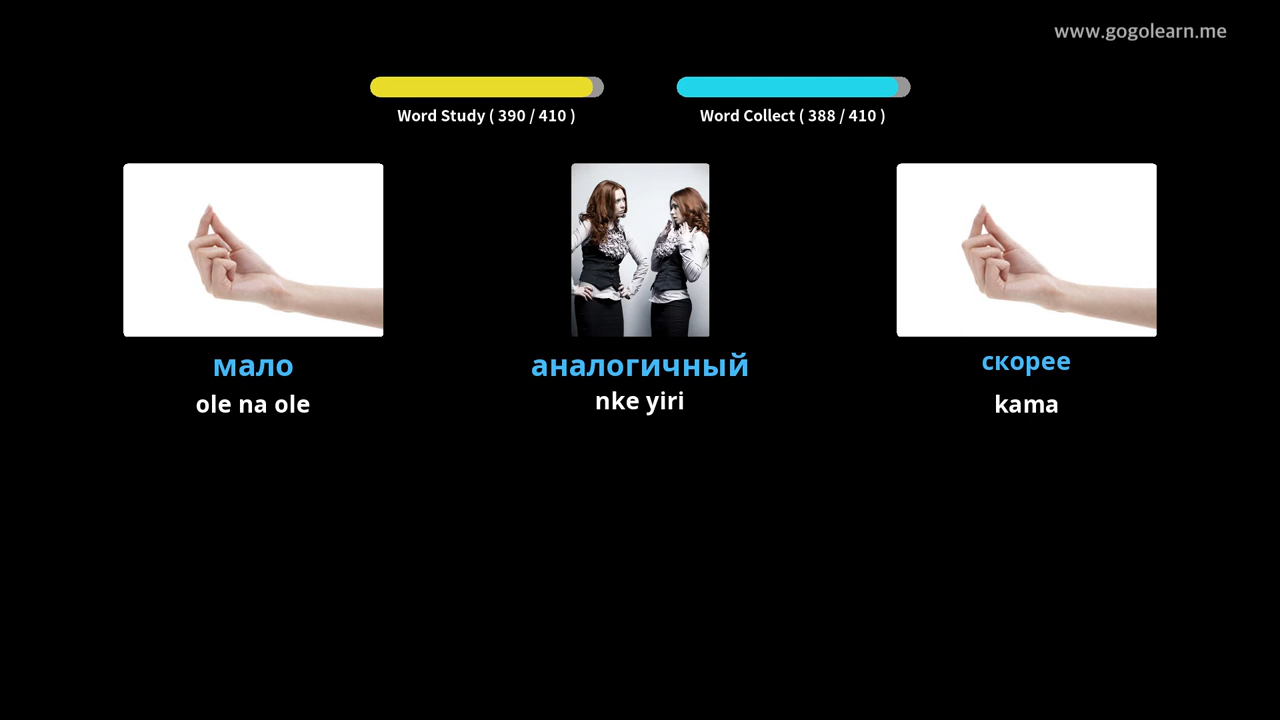 www.gogolearn.me
Word Study ( 390 / 410 )
Word Collect ( 388 / 410 )
мало
ole na ole
аналогичный
nke yiri
скорее
kama